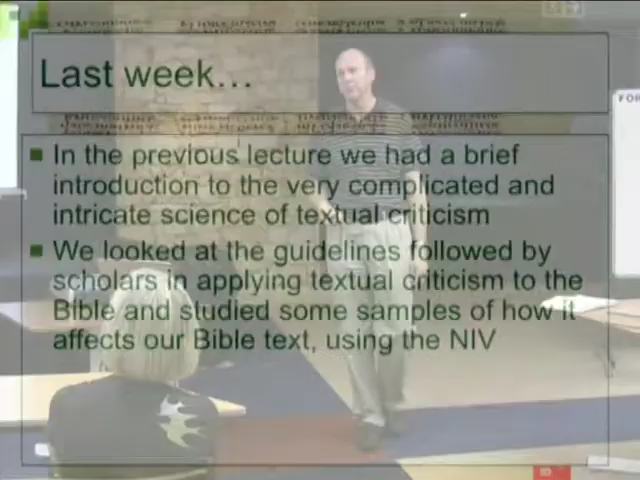 Last week...
In the previous lecture we had a brief
introduction to the very complicated and
intricate science of textual criticism
We looked at the guidelines followed by
scholars in applying textual criticism to the
Bible and studied some samples of how it
affects our Bible text, using the NIV
FOR